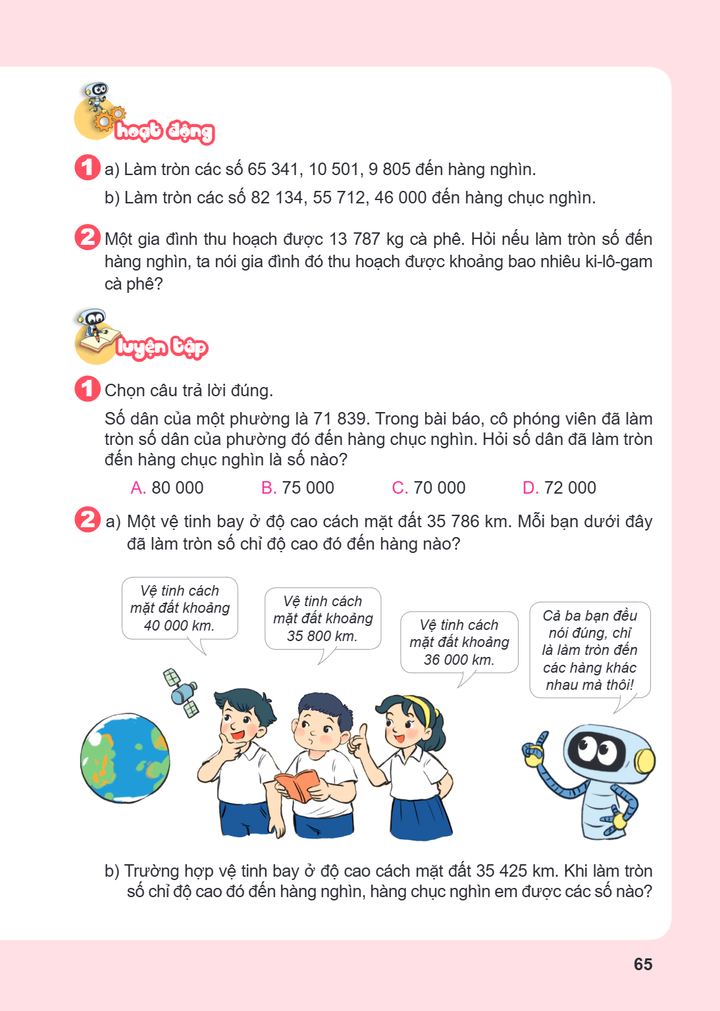 hoạt động
1 a) Làm tròn các số 65 341, 10 501, 9 805 đến hàng nghìn.
b) Làm tròn các số 82 134, 55 712, 46 000 đến hàng chục nghìn.
2 Một gia đình thu hoạch được 13 787 kg cà phê. Hỏi nếu làm tròn số đến
hàng nghìn, ta nói gia đình đó thu hoạch được khoảng bao nhiêu ki-lô-gam
cà phê?
luyện tập
1 Chọn câu trả lời đúng.
Số dân của một phường là 71 839. Trong bài báo, cô phóng viên đã làm
tròn số dân của phường đó đến hàng chục nghìn. Hỏi số dân đã làm tròn
đến hàng chục nghìn là số nào?
A. 80 000 B. 75 000 C. 70 000 D. 72 000
2 a) Một vệ tinh bay ở độ cao cách mặt đất 35 786 km. Mỗi bạn dưới đây
đã làm tròn số chỉ độ cao đó đến hàng nào?
Vệ tinh cách
mặt đất khoảng
40 000 km.
Vệ tinh cách
mặt đất khoảng
35 800 km.
Vệ tinh cách
mặt đất khoảng
36 000 km.
Cả ba bạn đều
nói đúng, chỉ
là làm tròn đến
các hàng khác
nhau mà thôi!
b) Trường hợp vệ tinh bay ở độ cao cách mặt đất 35 425 km. Khi làm tròn
số chỉ độ cao đó đến hàng nghìn, hàng chục nghìn em được các số nào?
65